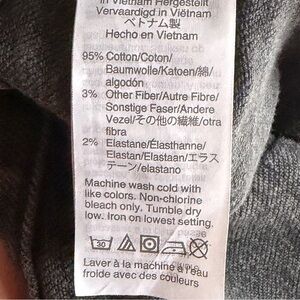 in Vietnam Hergestellt
Vervaardigd in Viëtnam
ベトナム製
Hecho en Vietnam
95% Cotton/Coton/
Baumwolle/Katoen/綿/
algodón
3% Other Fiber/Autre Fibre/
Sonstige Faser/Andere
Vezel/その他の繊維/otra
fibra
2% Elastane/Élasthanne/
Elastan/Elastaan/エラス
テーン/elastano
Machine wash cold with
like colors. Non-chlorine
bleach only. Tumble dry
low. Iron on lowest setting.
30
Laver à la machine à l'eau
froide avec des couleurs